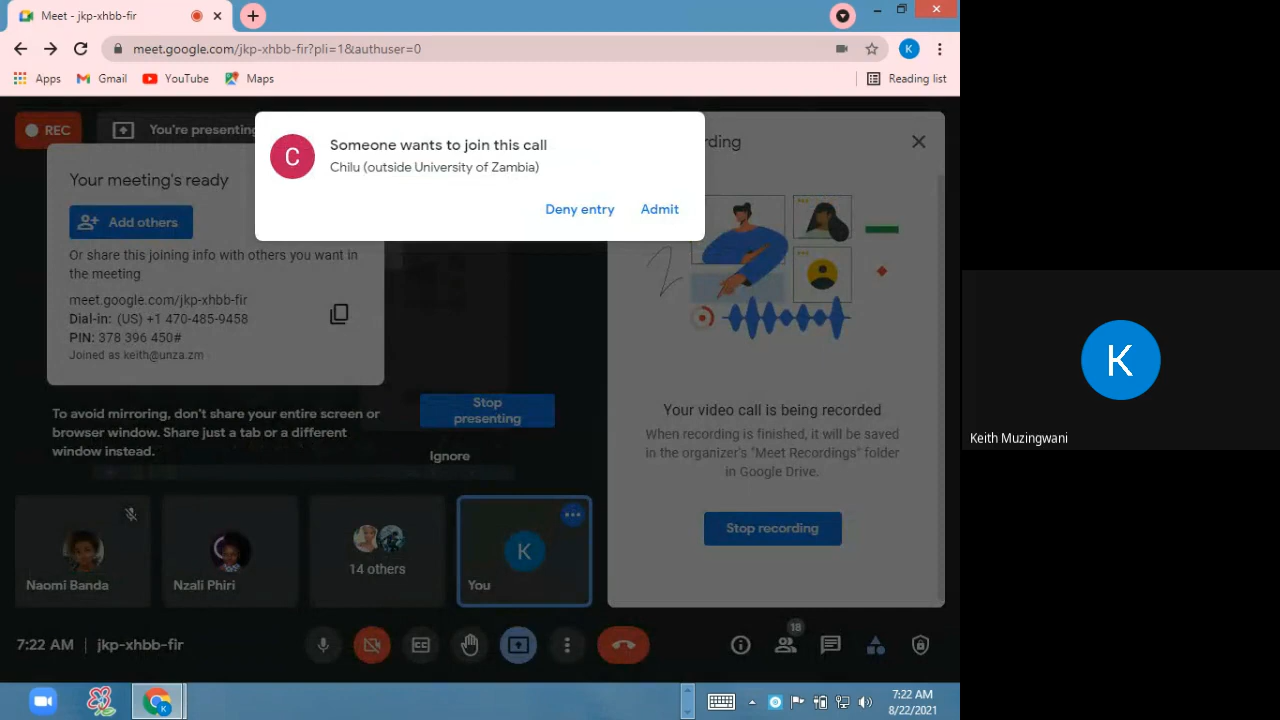 Meet - jkp-xhbb-fir
meet.google.com/jkp-xhbb-fir?pli=1&authuser=0
K
Apps
Gmail
YouTube
Maps
Reading list
REC
You're presenting
C
Someone wants to join this call
Chilu (outside University of Zambia)
Deny entry
Admit
rding
Your meeting's ready
Add others
Or share this joining info with others you want in
the meeting
meet.google.com/jkp-xhbb-fir
Dial-in: (US) +1 470-485-9458
PIN: 378 396 450#
Joined as keith@unza.zm
To avoid mirroring, don't share your entire screen or
browser window. Share just a tab or a different
window instead.
Stop
presenting
Ignore
Your video call is being recorded
When recording is finished, it will be saved
in the organizer's "Meet Recordings" folder
in Google Drive.
Stop recording
Naomi Banda
Nzali Phiri
14 others
K
You
7:22 AM | jkp-xhbb-fir
CC
18
K
Keith Muzingwani
K
7:22 AM
8/22/2021